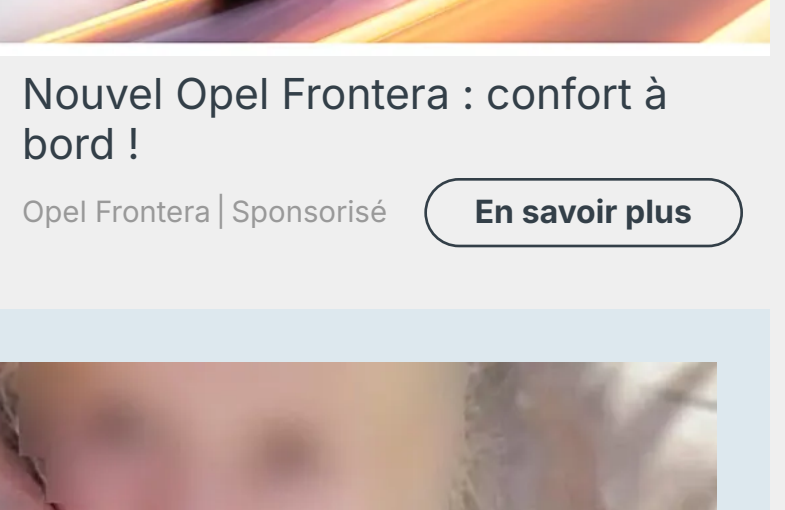 Nouvel Opel Frontera : confort à
bord !
Opel Frontera | Sponsorisé
En savoir plus